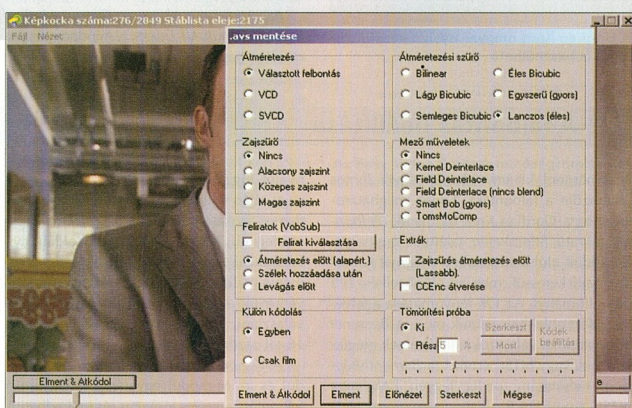 Képkocka száma:276/2849 Stáblista eleje:2175
Fájl Nézet
.avs mentése
Átméretezés
Választott felbontás
VCD
SVCD
Átméretezési szűrő
Bilinear
Éles Bicubic
Lágy Bicubic
Egyszerű (gyors)
Semleges Bicubic
Lanczos (éles)
Zajszűrő
Nincs
Alacsony zajszint
Közepes zajszint
Magas zajszint
Mező műveletek
Nincs
Kernel Deinterlace
Field Deinterlace
Field Deinterlace (nincs blend)
Smart Bob (gyors)
TomsMoComp
Feliratok (VobSub)
Felirat kiválasztása
Átméretezés előtt (alapért.)
Szélek hozzáadása után
Levágás előtt
Extrák
Zajszűrés átméretezés előtt
(Lassabb).
CCEnc átverése
Külön kódolás
Egyben
Csak film
Tömörítési próba
Ki
Szerkeszt
Kódek
beállítás
Rész 5 %
Most
Elment & Átkódol
Elment & Átkódol
Elment
Előnézet
Szerkeszt
Mégse